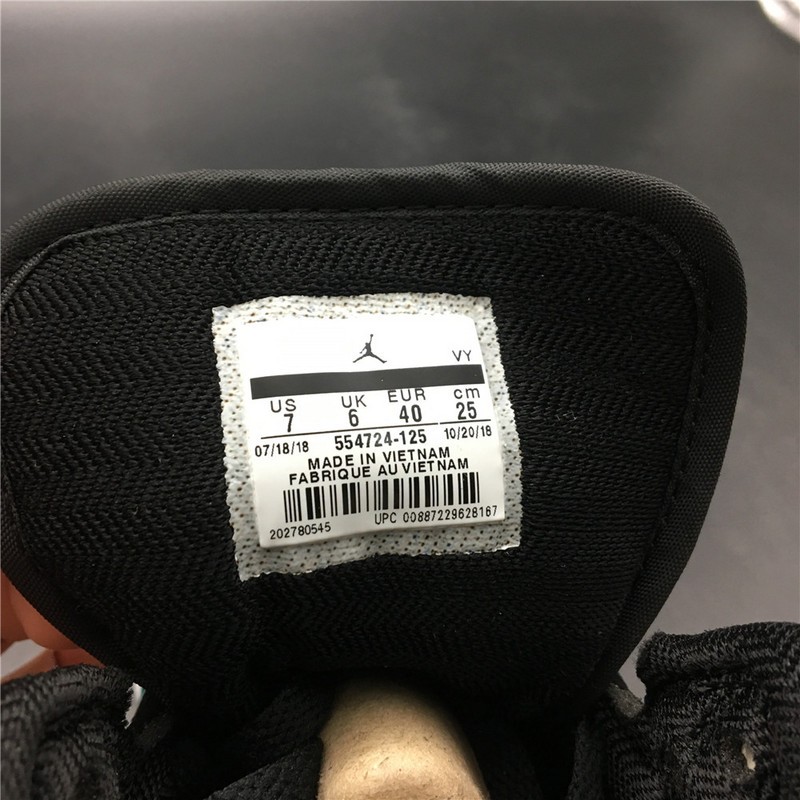 VY
US UK EUR cm
7 6 40 25
07/18/18 554724-125 10/20/18
MADE IN VIETNAM
FABRIQUE AU VIETNAM
202780545 UPC 00887229628167